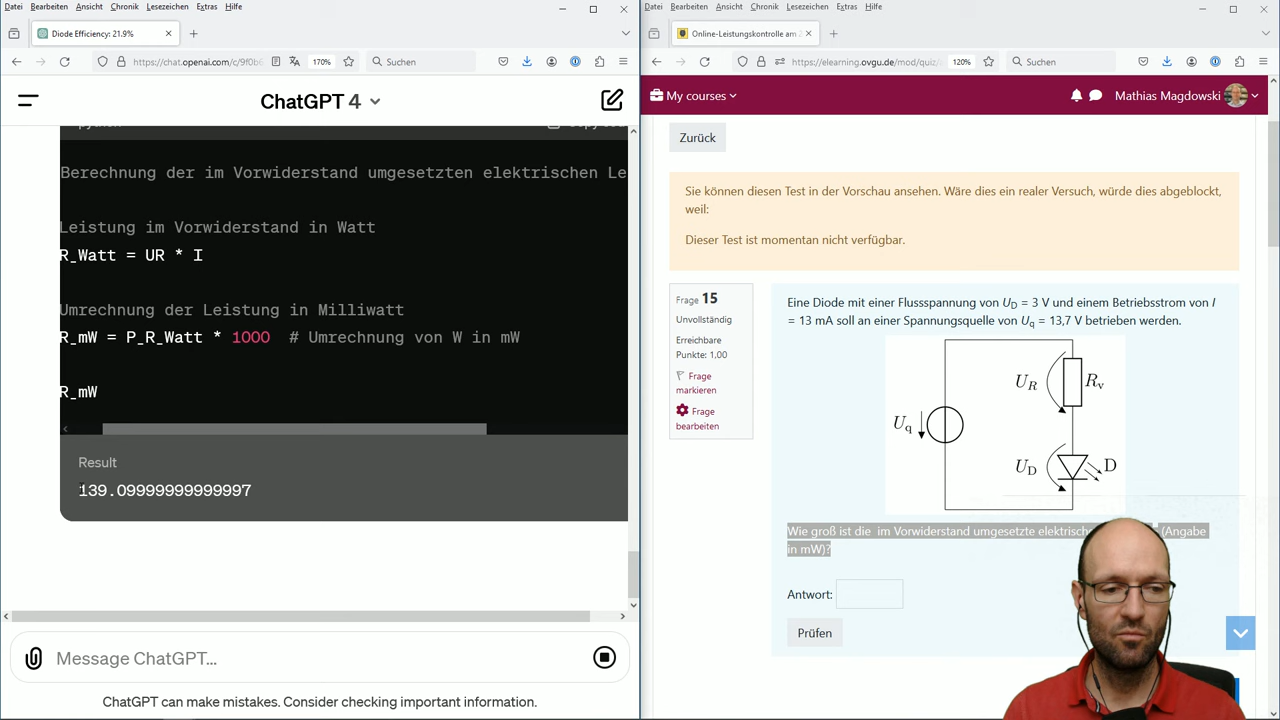 Datei Bearbeiten Ansicht Chronik Lesezeichen Extras Hilfe
Diode Efficiency: 21.9%
https://chat.openai.com/c/9f0b6
170%
Suchen
ChatGPT 4
python
Berechnung der im Vorwiderstand umgesetzten elektrischen Le
Leistung im Vorwiderstand in Watt
R_Watt = UR * I
Umrechnung der Leistung in Milliwatt
R_mW = P_R_Watt * 1000 # Umrechnung von W in mW
R_mW
Result
139.09999999999997
Message ChatGPT...
ChatGPT can make mistakes. Consider checking important information.
Datei Bearbeiten Ansicht Chronik Lesezeichen Extras Hilfe
Online-Leistungskontrolle am 2
https://elearning.ovgu.de/mod/quiz/
120%
Suchen
My courses
Mathias Magdowski
Zurück
Sie können diesen Test in der Vorschau ansehen. Wäre dies ein realer Versuch, würde dies abgeblockt,
weil:
Dieser Test ist momentan nicht verfügbar.
Frage 15
Unvollständig
Erreichbare
Punkte: 1,00
Frage
markieren
Frage
bearbeiten
Eine Diode mit einer Flussspannung von UD = 3 V und einem Betriebsstrom von I
= 13 mA soll an einer Spannungsquelle von Uq = 13,7 V betrieben werden.
UR
Rv
Uq
UD
D
Wie groß ist die im Vorwiderstand umgesetzte elektrische (Angabe
in mW)?
Antwort:
Prüfen